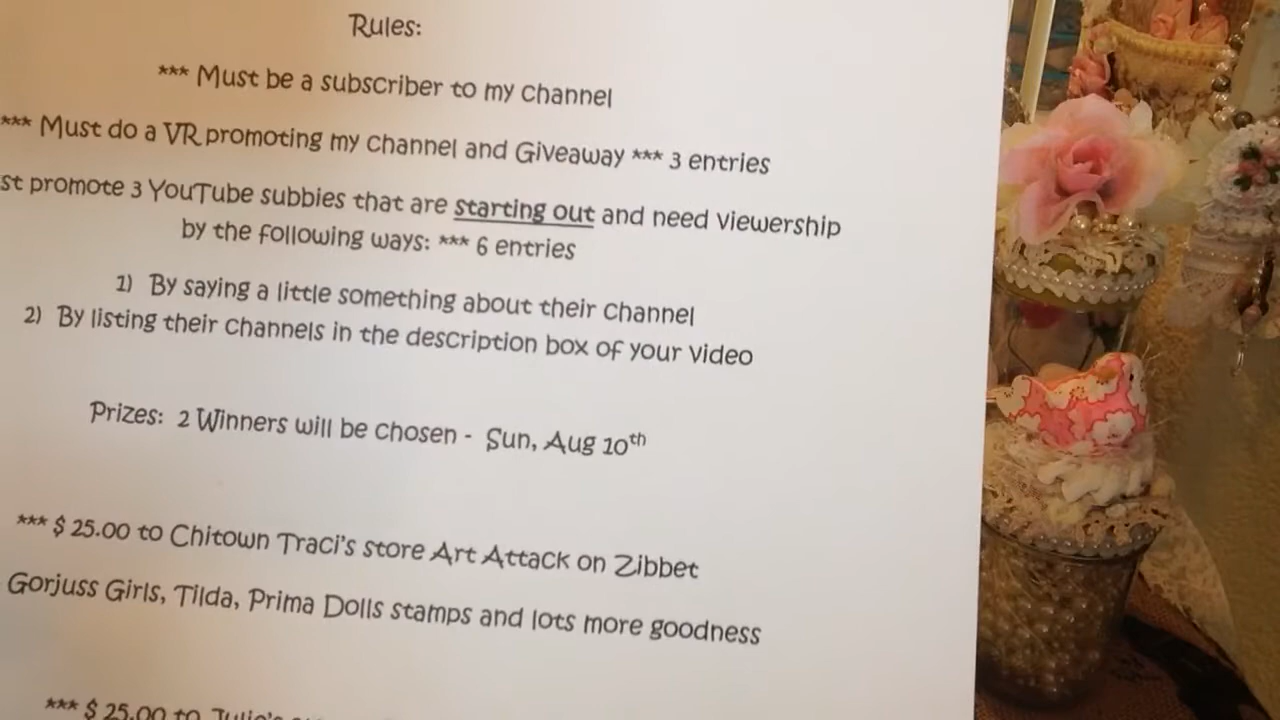 Rules:
*** Must be a subscriber to my channel
*** Must do a VR promoting my channel and Giveaway *** 3 entries
promote 3 YouTube subbies that are starting out and need viewership
by the following ways: *** 6 entries
1) By saying a little something about their channel
2) By listing their channels in the description box of your video
Prizes: 2 Winners will be chosen - Sun, Aug 10th
*** $ 25.00 to Chitown Traci's store Art Attack on Zibbet
Gorjuss Girls, Tilda, Prima Dolls stamps and lots more goodness
*** $ 25.00 to